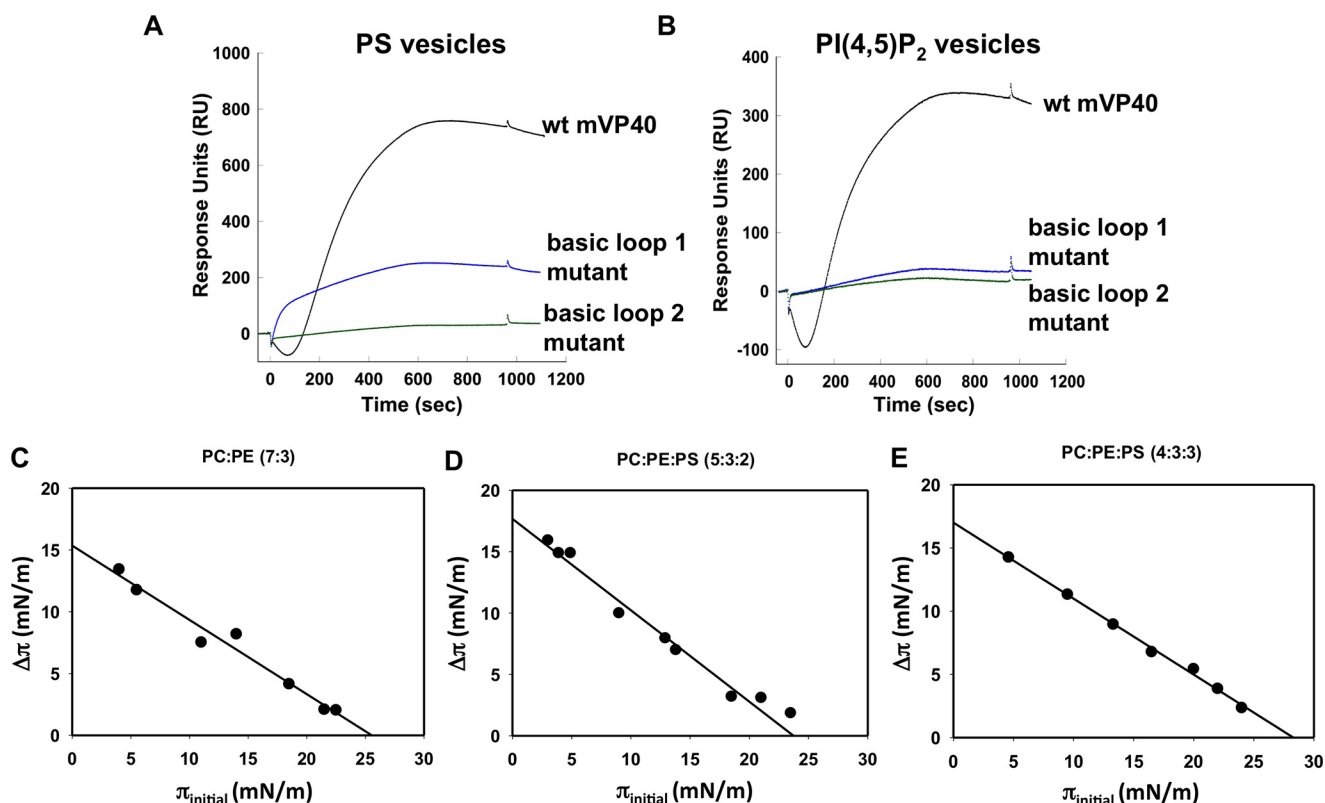 A
PS vesicles
1000
800
600
400
200
0
Response Units (RU)
wt mVP40
basic loop 1
mutant
basic loop 2
mutant
0 200 400 600 800 1000 1200
Time (sec)
B
PI(4,5)P₂ vesicles
400
300
200
100
0
-100
Response Units (RU)
wt mVP40
basic loop 1
mutant
basic loop 2
mutant
0 200 400 600 800 1000 1200
Time (sec)
C
PC:PE (7:3)
20
15
10
5
0
Δπ (mN/m)
0 5 10 15 20 25 30
π initial (mN/m)
D
PC:PE:PS (5:3:2)
20
15
10
5
0
Δπ (mN/m)
0 5 10 15 20 25 30
π initial (mN/m)
E
PC:PE:PS (4:3:3)
20
15
10
5
0
Δπ (mN/m)
0 5 10 15 20 25 30
π initial (mN/m)